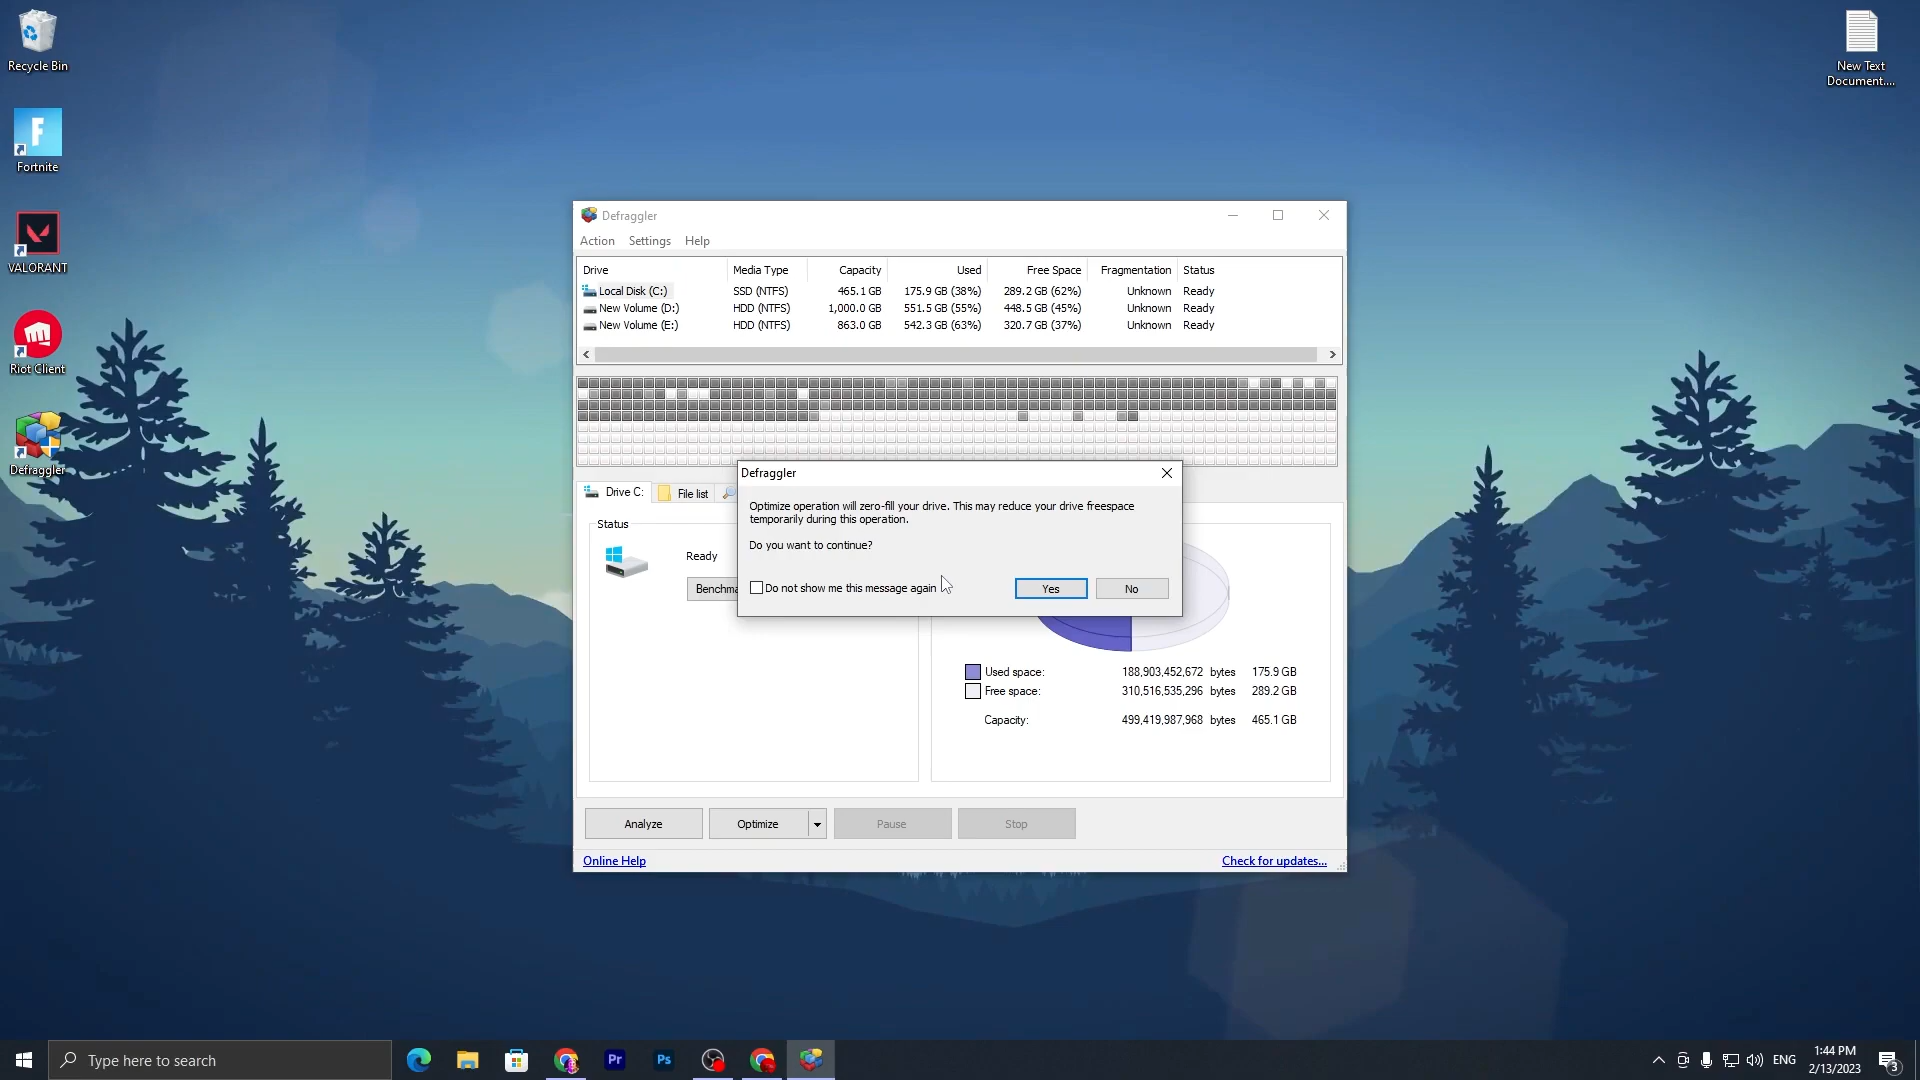 Recycle Bin
Fortnite
VALORANT
Riot Client
Defraggler
New Text
Document....
Defraggler
Action Settings Help
Drive Media Type Capacity Used Free Space Fragmentation Status
Local Disk (C:) SSD (NTFS) 465.1 GB 175.9 GB (38%) 289.2 GB (62%) Unknown Ready
New Volume (D:) HDD (NTFS) 1,000.0 GB 551.5 GB (55%) 448.5 GB (45%) Unknown Ready
New Volume (E:) HDD (NTFS) 863.0 GB 542.3 GB (63%) 320.7 GB (37%) Unknown Ready
Drive C: File list
Status
Ready
Benchma
Defraggler
Optimize operation will zero-fill your drive. This may reduce your drive freespace
temporarily during this operation.
Do you want to continue?
Do not show me this message again Yes No
Used space: 188,903,452,672 bytes 175.9 GB
Free space: 310,516,535,296 bytes 289.2 GB
Capacity: 499,419,987,968 bytes 465.1 GB
Analyze Optimize Pause Stop
Online Help Check for updates...
Type here to search
Pr Ps
ENG
1:44 PM
2/13/2023
3